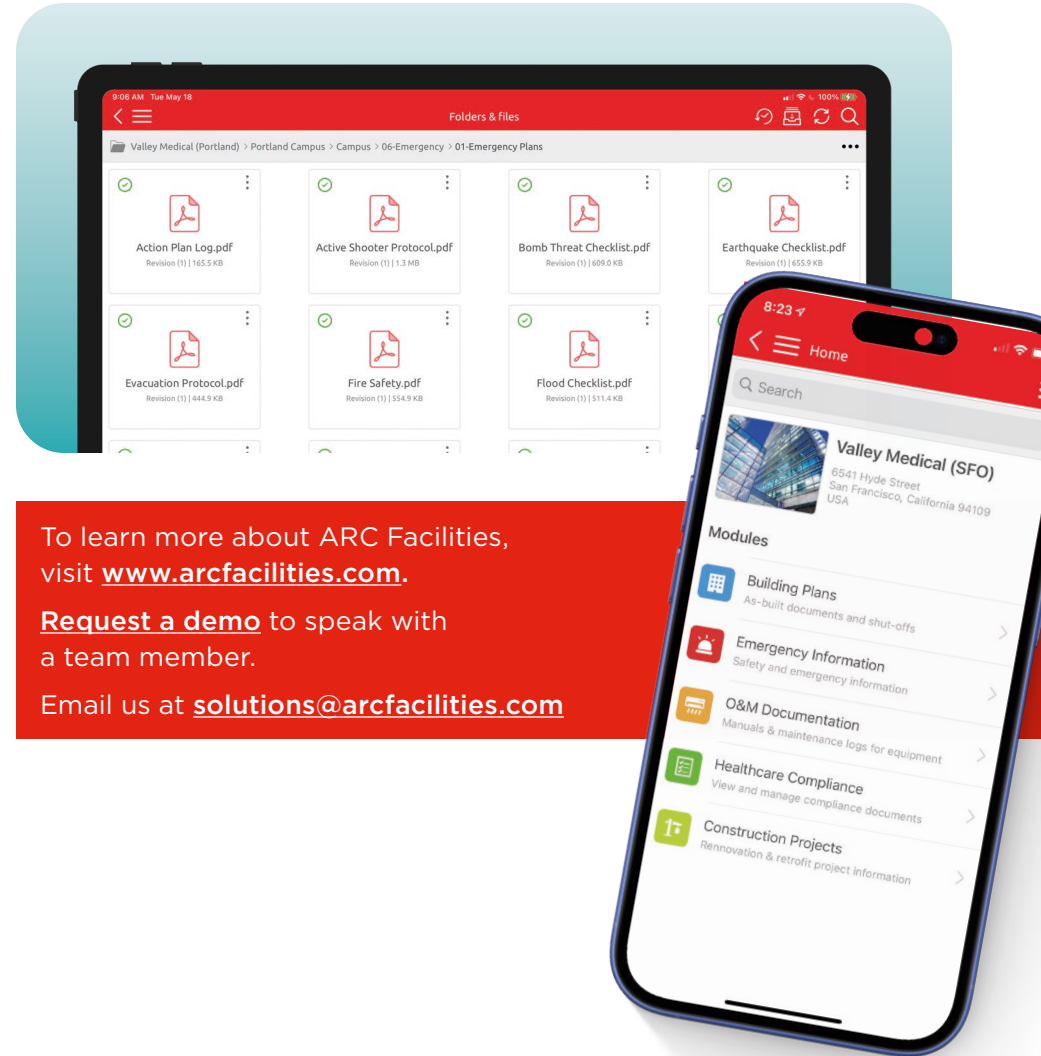 9:06 AM Tue May 18
100%
Folders & files
Valley Medical (Portland) > Portland Campus > Campus > 06-Emergency > 01-Emergency Plans
Action Plan Log.pdf
Revision (1) | 165.5 KB
Active Shooter Protocol.pdf
Revision (1) | 1.3 MB
Bomb Threat Checklist.pdf
Revision (1) | 609.0 KB
Earthquake Checklist.pdf
Revision (1) | 655.9 KB
Evacuation Protocol.pdf
Revision (1) | 444.9 KB
Fire Safety.pdf
Revision (1) | 554.9 KB
Flood Checklist.pdf
Revision (1) | 511.4 KB
To learn more about ARC Facilities,
visit www.arcfacilities.com.
Request a demo to speak with
a team member.
Email us at solutions@arcfacilities.com
8:23
Home
Search
Valley Medical (SFO)
6541 Hyde Street
San Francisco, California 94109
USA
Modules
Building Plans
As-built documents and shut-offs
Emergency Information
Safety and emergency information
O&M Documentation
Manuals & maintenance logs for equipment
Healthcare Compliance
View and manage compliance documents
Construction Projects
Rennovation & retrofit project information